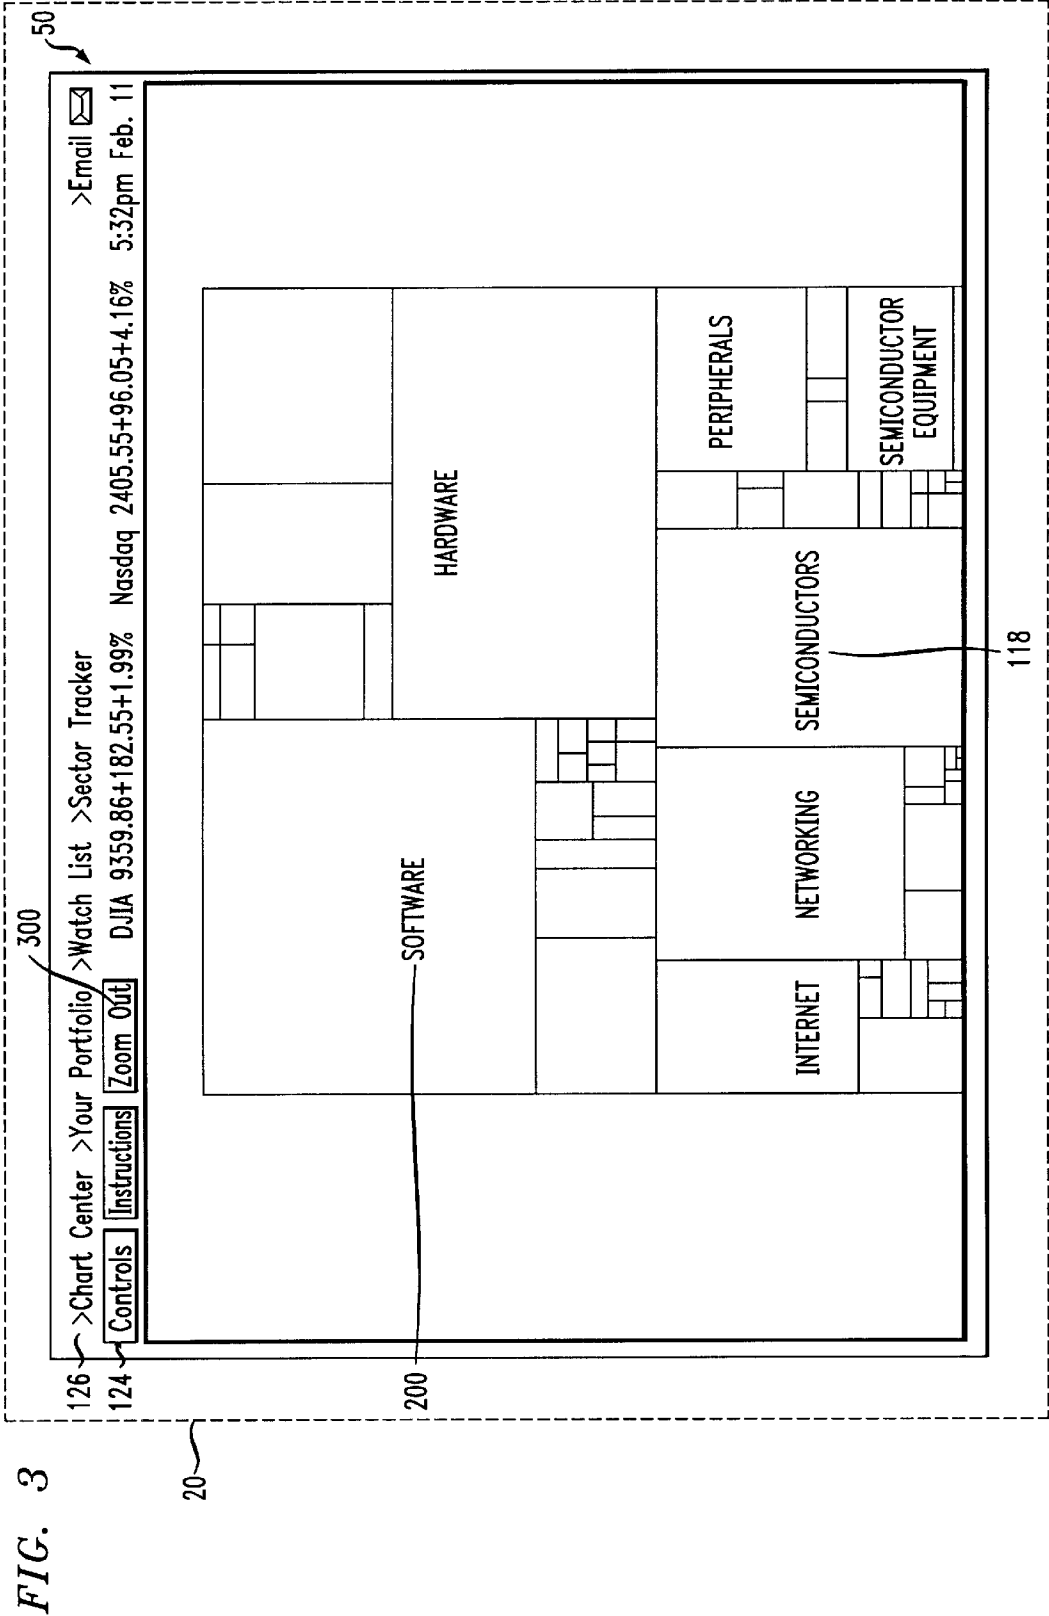 FIG. 3
20
50
126 >Chart Center >Your Portfolio >Watch List >Sector Tracker >Email
124 Controls Instructions Zoom Out DJIA 9359.86+182.55+1.99% Nasdaq 2405.55+96.05+4.16% 5:32pm Feb. 11
300
SOFTWARE
HARDWARE
200
INTERNET
NETWORKING
SEMICONDUCTORS
PERIPHERALS
SEMICONDUCTOR
EQUIPMENT
118